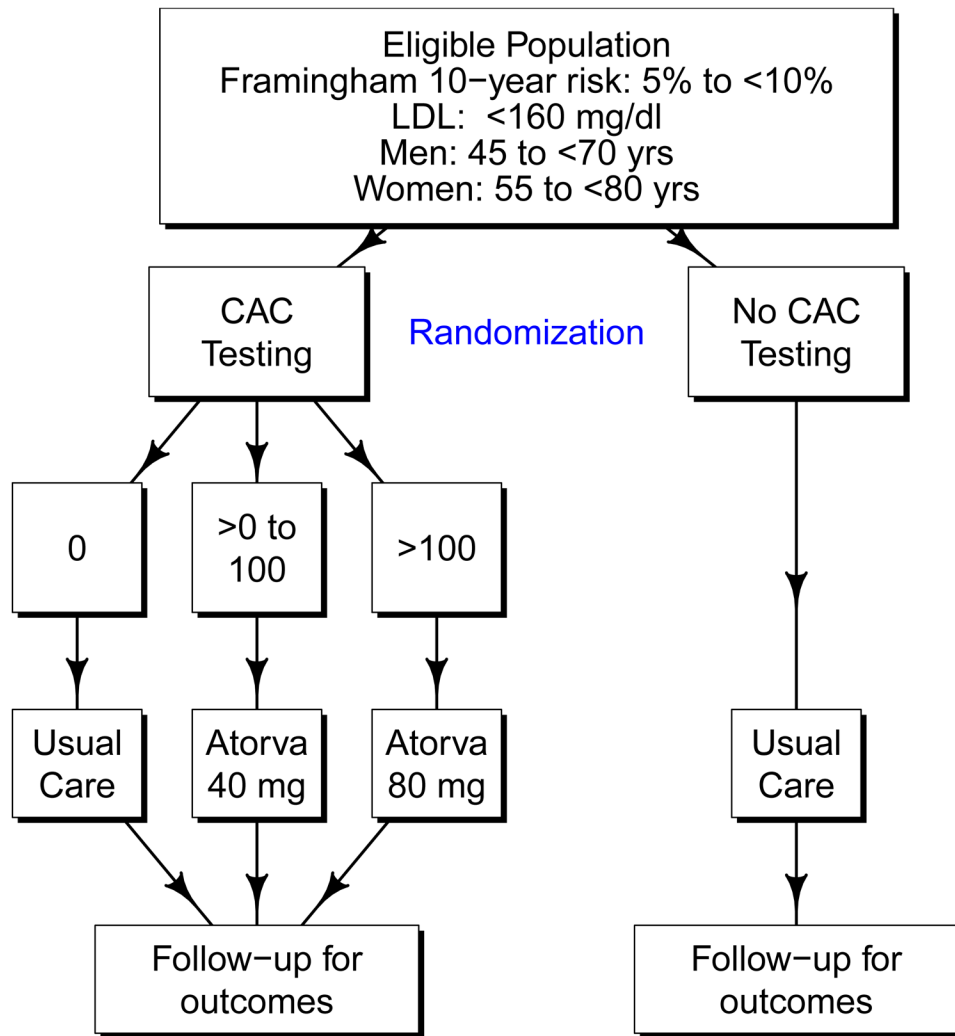 Eligible Population
Framingham 10−year risk: 5% to <10%
LDL:  <160 mg/dl
Men: 45 to <70 yrs
Women: 55 to <80 yrs
CAC
Testing
Randomization
No CAC
Testing
0
>0 to
100
>100
Usual
Care
Atorva
40 mg
Atorva
80 mg
Usual
Care
Follow−up for
outcomes
Follow−up for
outcomes